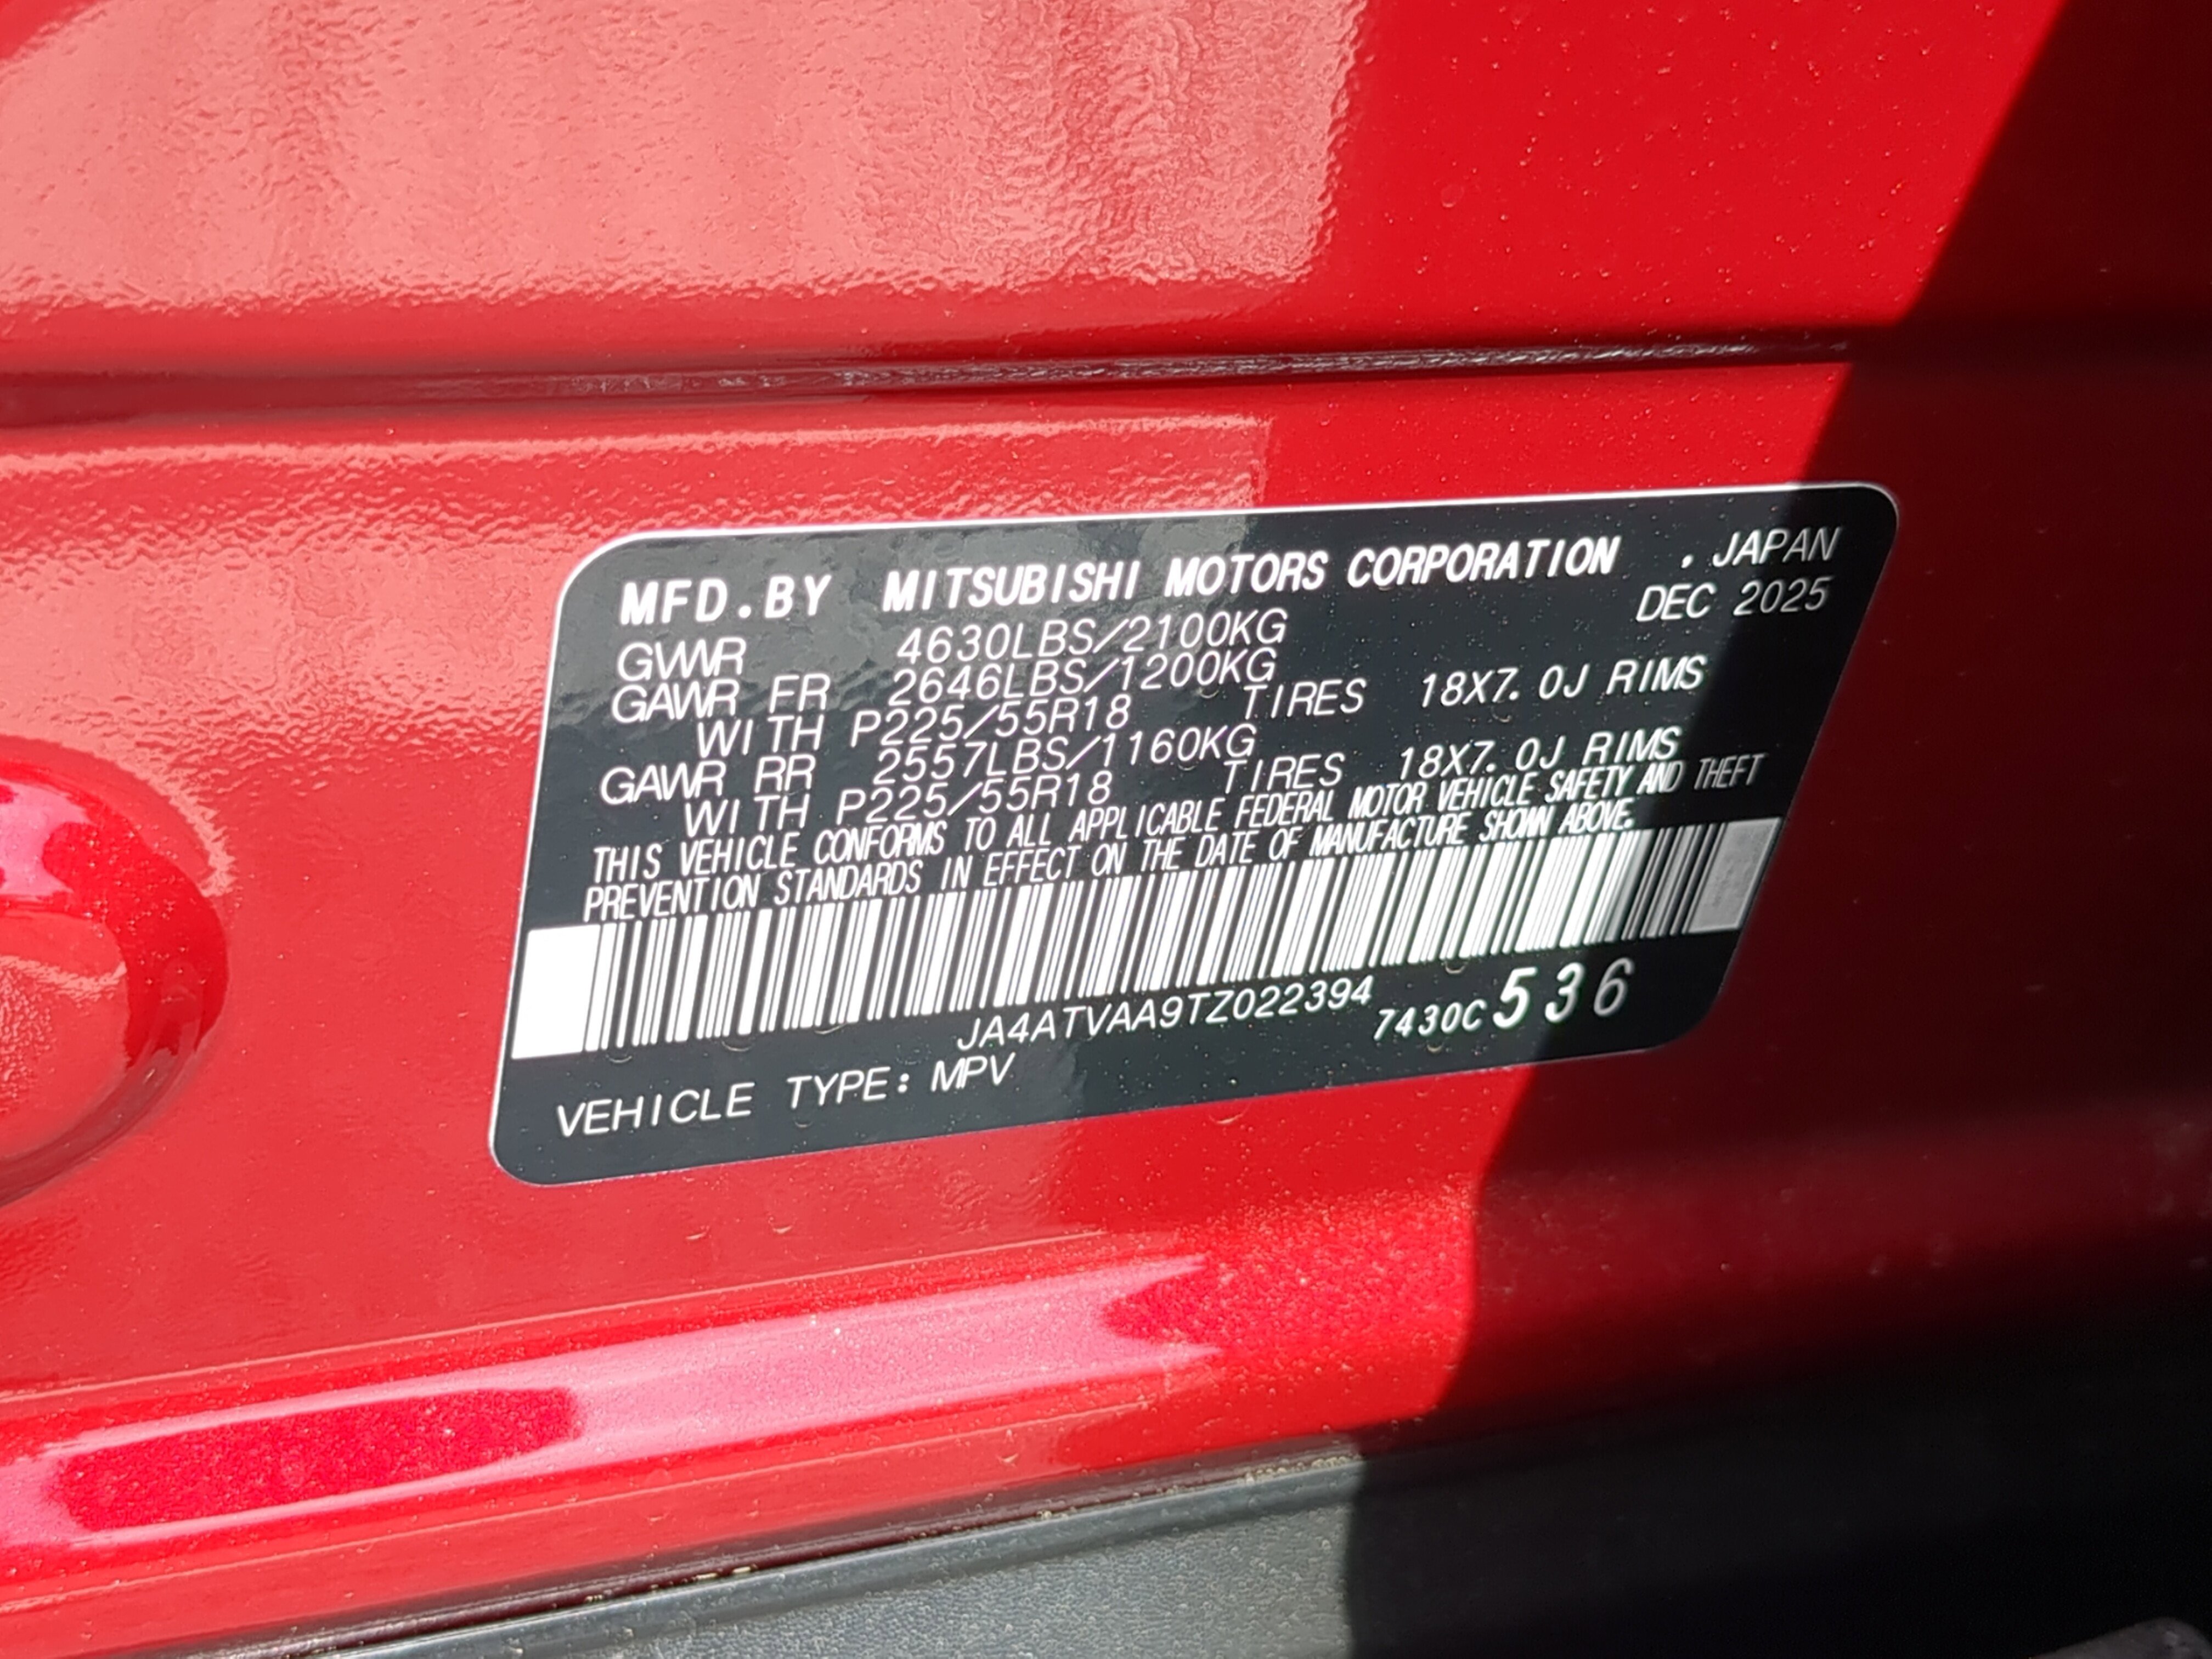 MFD.BY MITSUBISHI MOTORS CORPORATION . JAPAN
DEC 2025
GVWR 4630LBS/2100KG
GAWR FR 2646LBS/1200KG
WITH P225/55R18 TIRES 18X7.0J RIMS
GAWR RR 2557LBS/1160KG
WITH P225/55R18 TIRES 18X7.0J RIMS
THIS VEHICLE CONFORMS TO ALL APPLICABLE FEDERAL MOTOR VEHICLE SAFETY AND THEFT
PREVENTION STANDARDS IN EFFECT ON THE DATE OF MANUFACTURE SHOWN ABOVE.
JA4ATVAA9TZ022394 7430C536
VEHICLE TYPE: MPV